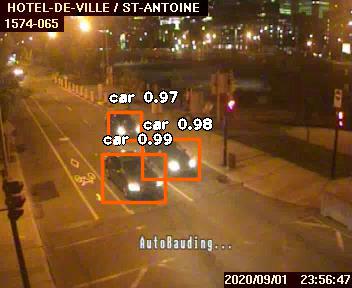 HOTEL-DE-VILLE / ST-ANTOINE
1574-065
car 0.97
car 0.98
car 0.99
AutoBauding...
2020/09/01 23:56:47